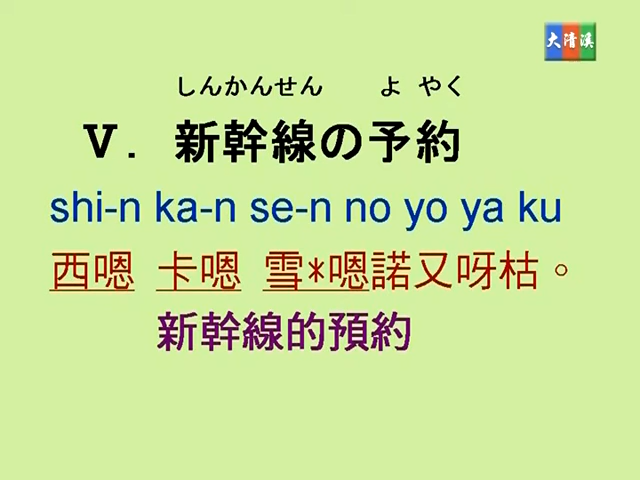 大清溪
しんかんせん よ やく
V. 新幹線の予約
shi-n ka-n se-n no yo ya ku
西嗯 卡嗯 雪*嗯諾又呀枯。
新幹線的預約